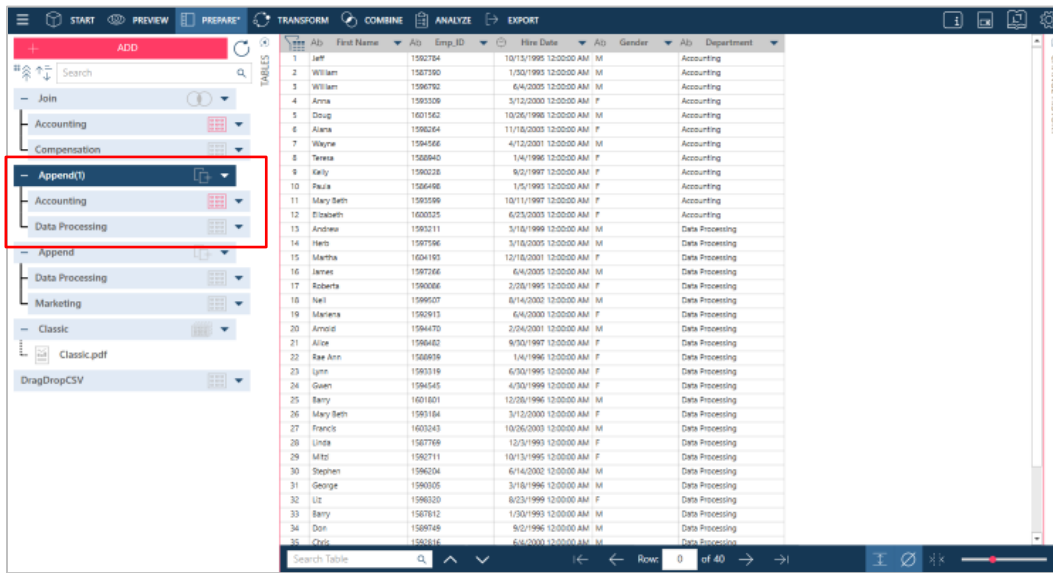 START PREVIEW PREPARE* TRANSFORM COMBINE ANALYZE EXPORT
ADD
TABLES
Search
Join
Accounting
Compensation
Append(1)
Accounting
Data Processing
Append
Data Processing
Marketing
Classic
Classic.pdf
DragDropCSV
Ab First Name Ab Emp_ID Hire Date Ab Gender Ab Department
1 Jeff 1592784 10/13/1995 12:00:00 AM M Accounting
2 William 1587390 1/30/1993 12:00:00 AM M Accounting
3 William 1596792 6/4/2005 12:00:00 AM M Accounting
4 Anna 1593309 3/12/2000 12:00:00 AM F Accounting
5 Doug 1601562 10/26/1998 12:00:00 AM M Accounting
6 Alana 1598264 11/18/2003 12:00:00 AM F Accounting
7 Wayne 1594566 4/12/2001 12:00:00 AM M Accounting
8 Teresa 1588940 1/4/1996 12:00:00 AM F Accounting
9 Kelly 1590228 9/2/1997 12:00:00 AM F Accounting
10 Paula 1586498 1/5/1993 12:00:00 AM F Accounting
11 Mary Beth 1593599 10/11/1997 12:00:00 AM F Accounting
12 Elizabeth 1600325 6/23/2003 12:00:00 AM F Accounting
13 Andrew 1593211 3/18/1999 12:00:00 AM M Data Processing
14 Herb 1597596 3/18/2005 12:00:00 AM M Data Processing
15 Martha 1604193 12/18/2001 12:00:00 AM F Data Processing
16 James 1597266 6/4/2005 12:00:00 AM M Data Processing
17 Roberta 1590086 2/28/1995 12:00:00 AM F Data Processing
18 Neil 1599507 8/14/2002 12:00:00 AM M Data Processing
19 Marlena 1592913 6/4/2000 12:00:00 AM F Data Processing
20 Arnold 1594470 2/24/2001 12:00:00 AM M Data Processing
21 Alice 1598482 9/30/1997 12:00:00 AM F Data Processing
22 Rae Ann 1588939 1/4/1996 12:00:00 AM F Data Processing
23 Lynn 1593319 6/30/1995 12:00:00 AM F Data Processing
24 Gwen 1594545 4/30/1999 12:00:00 AM F Data Processing
25 Barry 1601801 12/28/1996 12:00:00 AM M Data Processing
26 Mary Beth 1593184 3/12/2000 12:00:00 AM F Data Processing
27 Francis 1603243 10/26/2003 12:00:00 AM M Data Processing
28 Linda 1587769 12/3/1993 12:00:00 AM F Data Processing
29 Mitzi 1592711 10/13/1995 12:00:00 AM F Data Processing
30 Stephen 1596204 6/14/2002 12:00:00 AM M Data Processing
31 George 1590305 3/18/1996 12:00:00 AM M Data Processing
32 Liz 1598320 8/23/1999 12:00:00 AM F Data Processing
33 Barry 1587812 1/30/1993 12:00:00 AM M Data Processing
34 Don 1589749 9/2/1996 12:00:00 AM M Data Processing
35 Chris 1592816 6/4/2000 12:00:00 AM M Data Processing
Search Table Row: 0 of 40